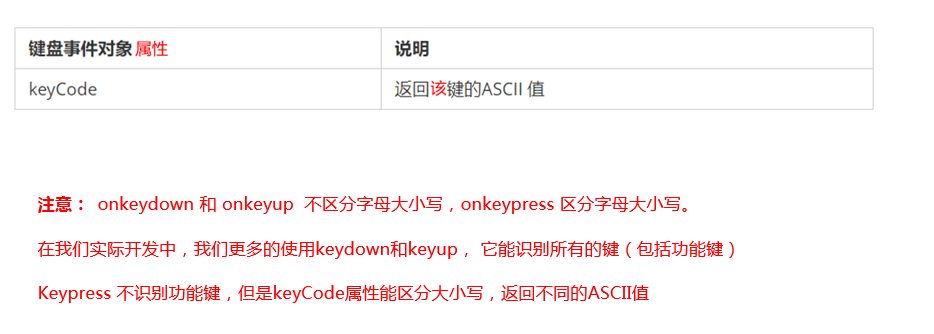 键盘事件对象 属性 说明
keyCode 返回该键的ASCII 值
注意： onkeydown 和 onkeyup 不区分字母大小写，onkeypress 区分字母大小写。
在我们实际开发中，我们更多的使用keydown和keyup， 它能识别所有的键（包括功能键）
Keypress 不识别功能键，但是keyCode属性能区分大小写，返回不同的ASCII值